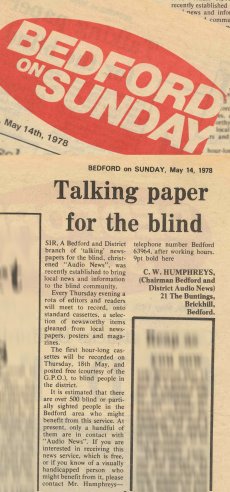 recently established
news and infor
commu
BEDFORD
ON
SUNDAY
May 14th, 1978
BEDFORD on SUNDAY, May 14, 1978
Talking paper
for the blind
SIR, A Bedford and District
branch of 'talking' news-
papers for the blind, christ-
ened "Audio News", was
recently established to bring
local news and information
to the blind community.
Every Thursday evening a
rota of editors and readers
will meet to record, onto
standard cassettes, a selec-
tion of newsworthy items
gleaned from local news-
papers, posters and maga-
zines.
The first hour-long cas-
settes will be recorded on
Thursday, 18th May, and
posted free (courtesy of the
G.P.O.), to blind people in
the district.
It is estimated that there
are over 500 blind or parti-
ally sighted people in the
Bedford area who might
benefit from this service. At
present, only a handful of
them are in contact with
"Audio News". If you are
interested in receiving this
news service, which is free,
or if you know of a visually
handicapped person who
might benefit from it, please
contact Mr. Humphreys—
telephone number Bedford
63964, after working hours.
9pt bold here
C. W. HUMPHREYS,
(Chairman Bedford and
District Audio News)
21 The Buntings,
Brickhill,
Bedford.